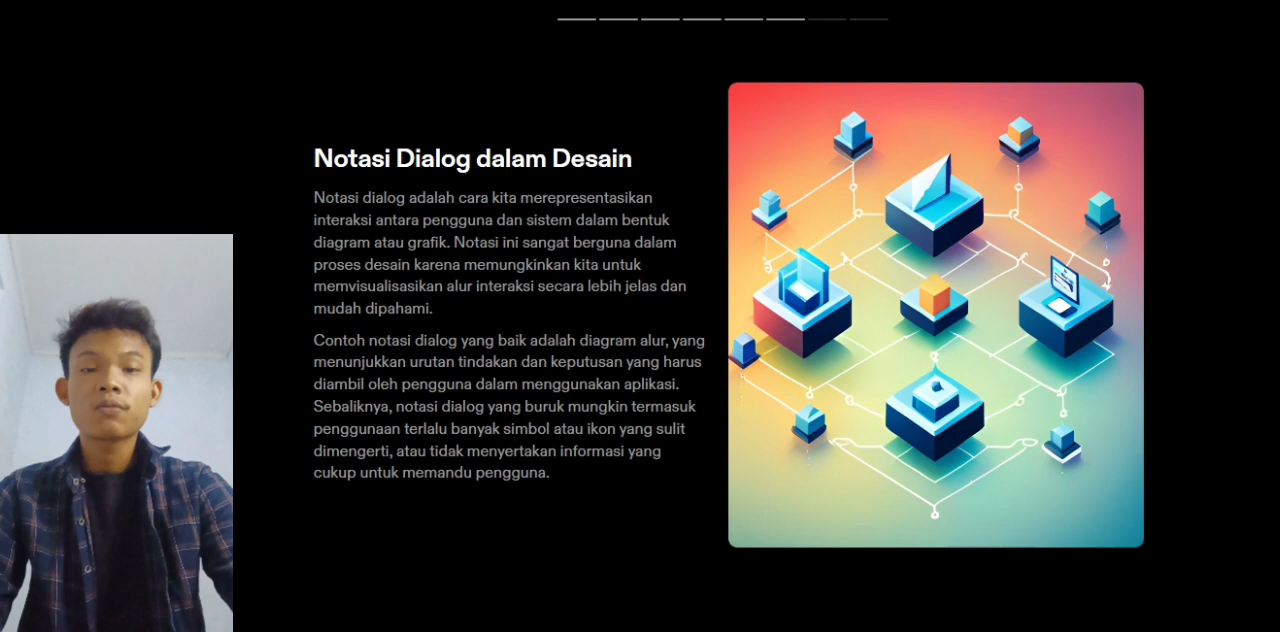 Notasi Dialog dalam Desain
Notasi dialog adalah cara kita merepresentasikan
interaksi antara pengguna dan sistem dalam bentuk
diagram atau grafik. Notasi ini sangat berguna dalam
proses desain karena memungkinkan kita untuk
memvisualisasikan alur interaksi secara lebih jelas dan
mudah dipahami.
Contoh notasi dialog yang baik adalah diagram alur, yang
menunjukkan urutan tindakan dan keputusan yang harus
diambil oleh pengguna dalam menggunakan aplikasi.
Sebaliknya, notasi dialog yang buruk mungkin termasuk
penggunaan terlalu banyak simbol atau ikon yang sulit
dimengerti, atau tidak menyertakan informasi yang
cukup untuk memandu pengguna.